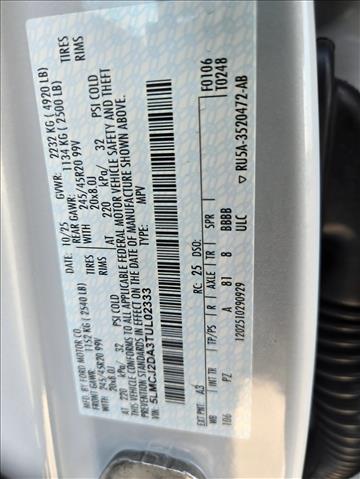 MFD. BY FORD MOTOR CO.
DATE: 10/25 GVWR: 2232 KG ( 4920 LB)
FRONT GAWR: 1152 KG ( 2540 LB) REAR GAWR: 1134 KG ( 2500 LB)
WITH 245/45R20 99V TIRES WITH 245/45R20 99V TIRES
20x8.0J RIMS 20x8.0J RIMS
AT 220 kPa/ 32 PSI COLD AT 220 kPa/ 32 PSI COLD
THIS VEHICLE CONFORMS TO ALL APPLICABLE FEDERAL MOTOR VEHICLE SAFETY AND THEFT PREVENTION STANDARDS IN EFFECT ON THE DATE OF MANUFACTURE SHOWN ABOVE.
VIN: 5LMCJ2DA3TUL02333 TYPE: MPV
F0106
T0248
EXT PNT: A3 RC: 25 DSO:
WB TP/PS R A AXLE TR SPR
106 PZ A 81 8 BBBB
1202510290929 ULC
RU5A-3520472-AB